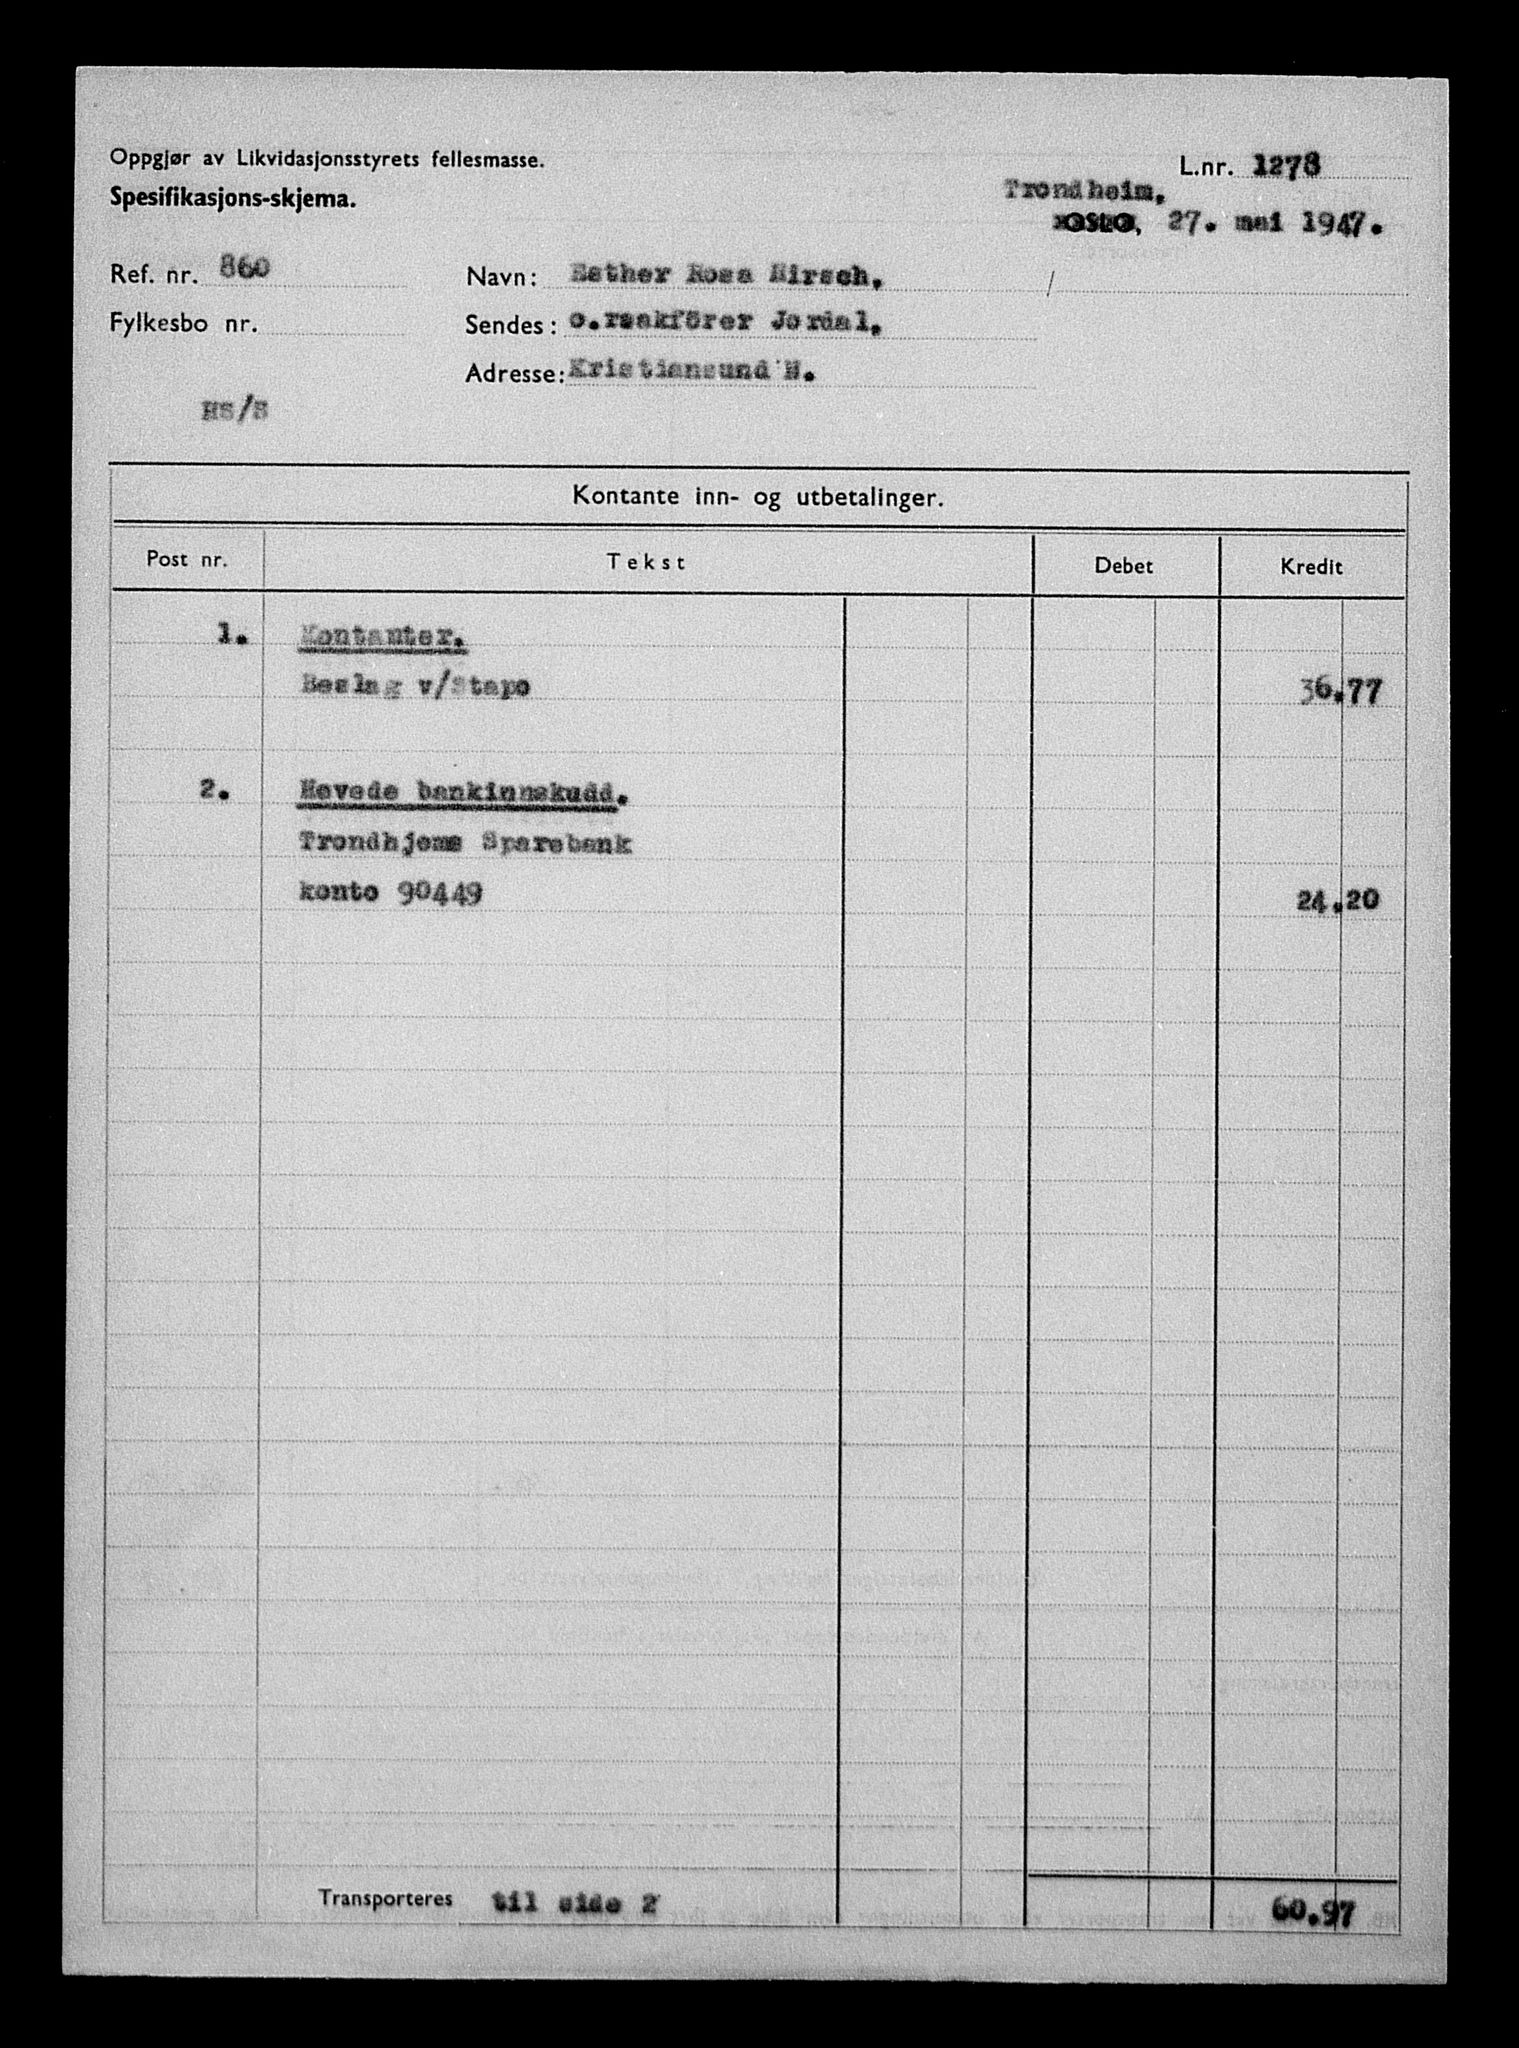 Oppgjør av Likvidasjonsstyrets fellesmasse.
L.nr. 1278
Spesifikasjons-skjema.
Trondheim,
OSLO, 27. mai 1947.
Ref. nr. 860
Navn: Esther Rosa Hirsch,
Fylkesbo nr.
Sendes: o.rsakförer Jordal,
Adresse: Kristiansund N.
HS/S
Kontante inn- og utbetalinger.
Post nr. Tekst Debet Kredit
1. Kontanter.
Beslag v/Stapo 36.77
2. Hevede bankinnskudd.
Trondhjems Sparebank
konto 90449 24.20
Transporteres til side 2 60.97